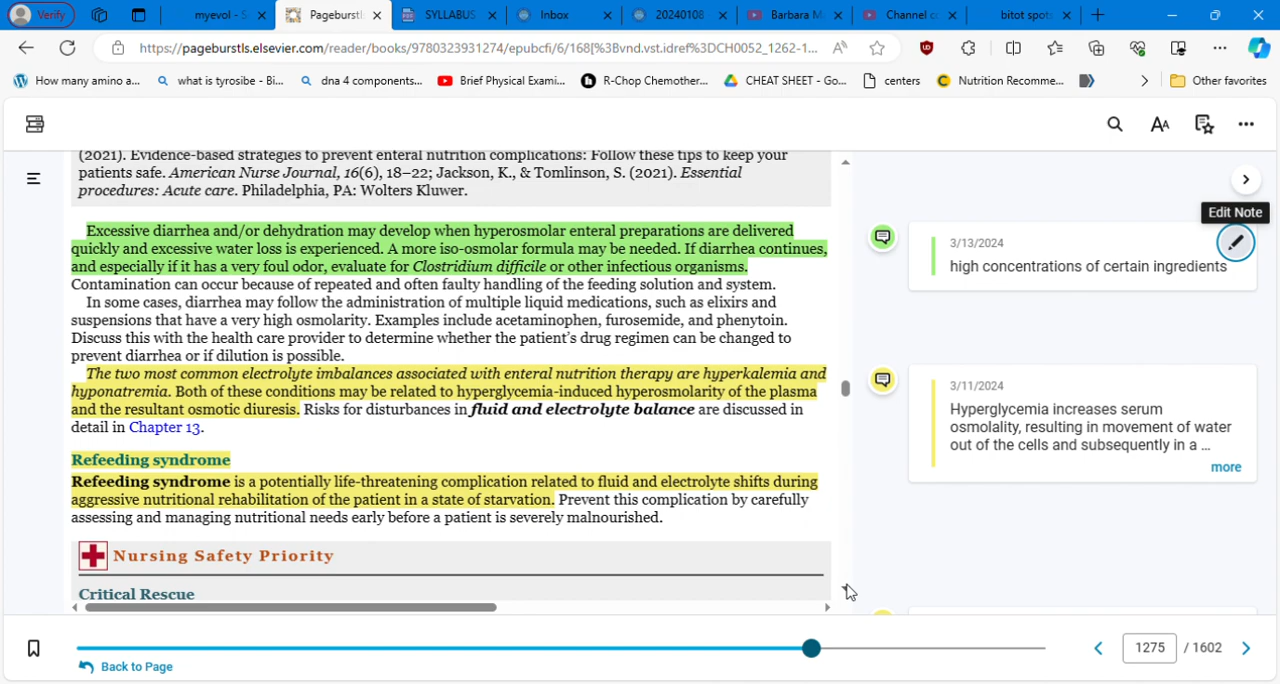 Verify
myevol - S
Pageburst
SYLLABUS
Inbox
20240108
Barbara M
Channel c
bitot spots
https://pageburstls.elsevier.com/reader/books/9780323931274/epubcfi/6/168[%3Bvnd.vst.idref%3DCH0052_1262-1...
How many amino a...
what is tyrosibe - Bi...
dna 4 components...
Brief Physical Exami...
R-Chop Chemother...
CHEAT SHEET - Go...
centers
Nutrition Recomme...
Other favorites
(2021). Evidence-based strategies to prevent enteral nutrition complications: Follow these tips to keep your
patients safe. American Nurse Journal, 16(6), 18–22; Jackson, K., & Tomlinson, S. (2021). Essential
procedures: Acute care. Philadelphia, PA: Wolters Kluwer.
Excessive diarrhea and/or dehydration may develop when hyperosmolar enteral preparations are delivered
quickly and excessive water loss is experienced. A more iso-osmolar formula may be needed. If diarrhea continues,
and especially if it has a very foul odor, evaluate for Clostridium difficile or other infectious organisms.
Contamination can occur because of repeated and often faulty handling of the feeding solution and system.
In some cases, diarrhea may follow the administration of multiple liquid medications, such as elixirs and
suspensions that have a very high osmolarity. Examples include acetaminophen, furosemide, and phenytoin.
Discuss this with the health care provider to determine whether the patient's drug regimen can be changed to
prevent diarrhea or if dilution is possible.
The two most common electrolyte imbalances associated with enteral nutrition therapy are hyperkalemia and
hyponatremia. Both of these conditions may be related to hyperglycemia-induced hyperosmolarity of the plasma
and the resultant osmotic diuresis. Risks for disturbances in fluid and electrolyte balance are discussed in
detail in Chapter 13.
Refeeding syndrome
Refeeding syndrome is a potentially life-threatening complication related to fluid and electrolyte shifts during
aggressive nutritional rehabilitation of the patient in a state of starvation. Prevent this complication by carefully
assessing and managing nutritional needs early before a patient is severely malnourished.
Nursing Safety Priority
Critical Rescue
Edit Note
3/13/2024
high concentrations of certain ingredients
3/11/2024
Hyperglycemia increases serum
osmolality, resulting in movement of water
out of the cells and subsequently in a ...
more
1275 / 1602
Back to Page